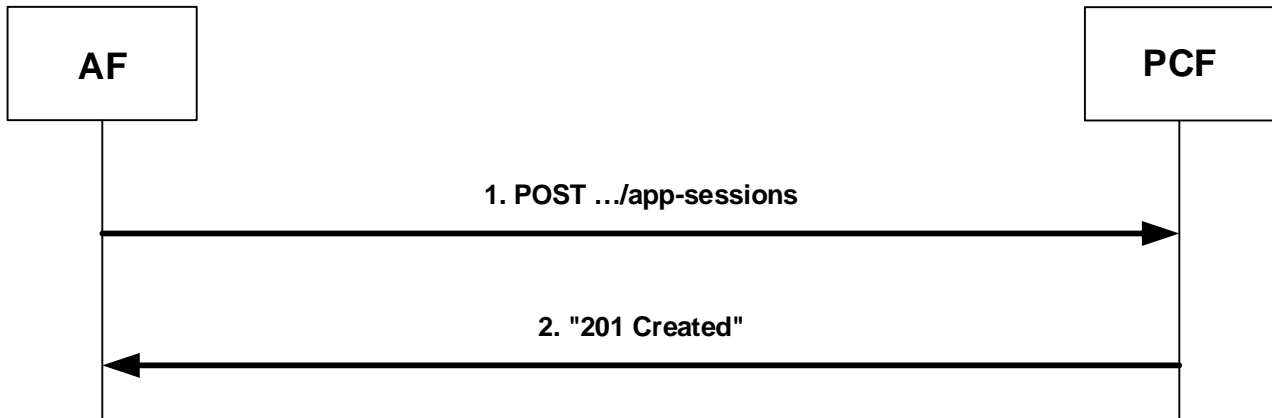 AF
PCF
1. POST …/app-sessions
2. "201 Created"